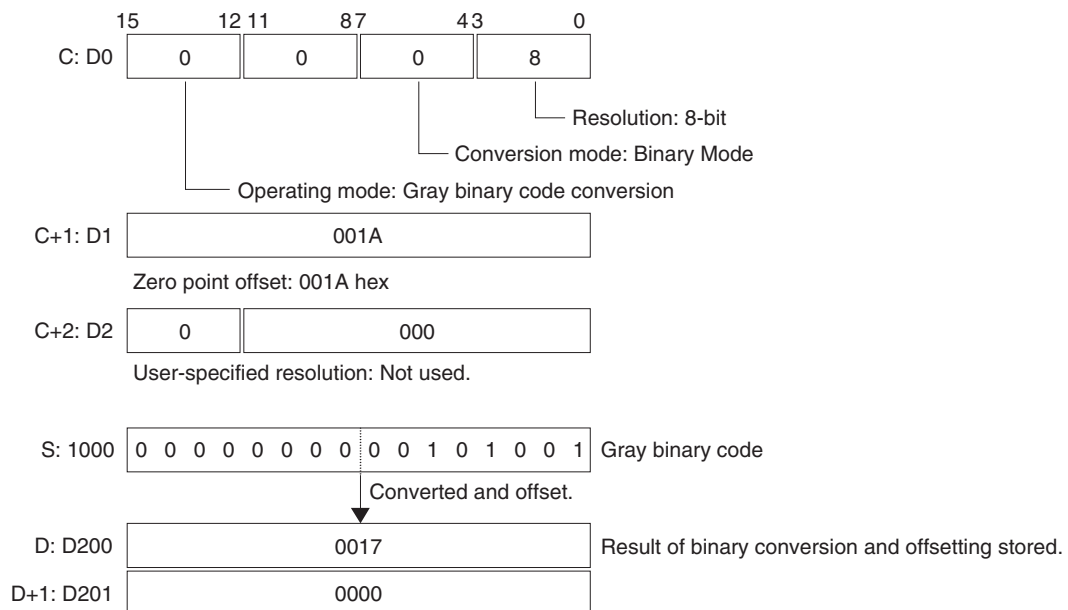 15 12 11 8 7 4 3 0
C: D0 0 0 0 8
Resolution: 8-bit
Conversion mode: Binary Mode
Operating mode: Gray binary code conversion
C+1: D1 001A
Zero point offset: 001A hex
C+2: D2 0 000
User-specified resolution: Not used.
S: 1000 0 0 0 0 0 0 0 0 0 0 1 0 1 0 0 1 Gray binary code
Converted and offset.
D: D200 0017 Result of binary conversion and offsetting stored.
D+1: D201 0000